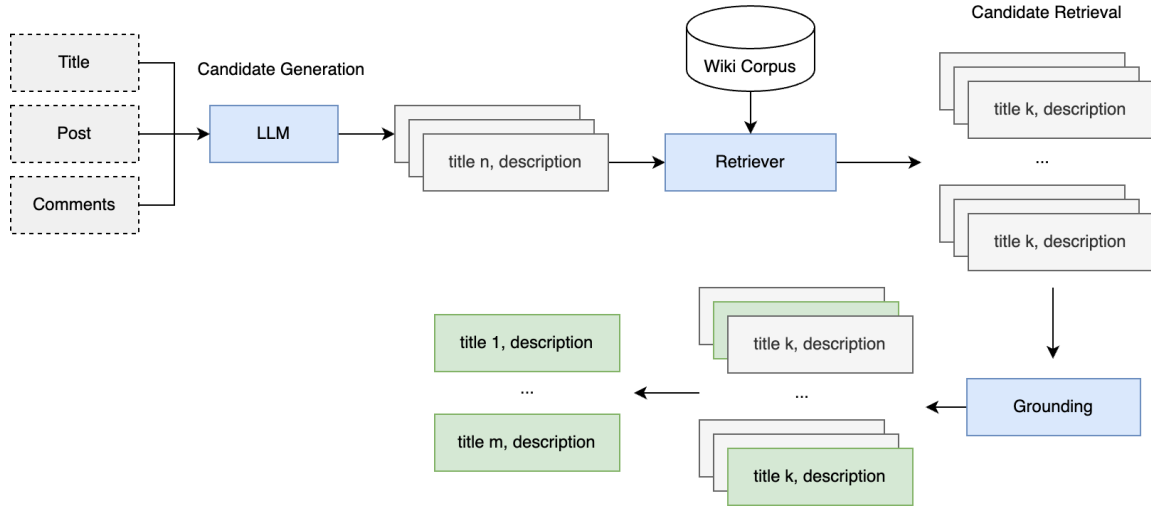 Title
Post
Comments
Candidate Generation
LLM
title n, description
Wiki Corpus
Retriever
Candidate Retrieval
title k, description
...
title k, description
Grounding
title k, description
...
title k, description
title 1, description
...
title m, description